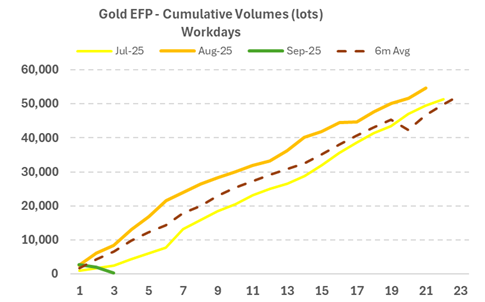 Gold EFP - Cumulative Volumes (lots)
Workdays
Jul-25 Aug-25 Sep-25 6m Avg
60,000
50,000
40,000
30,000
20,000
10,000
0
1 3 5 7 9 11 13 15 17 19 21 23